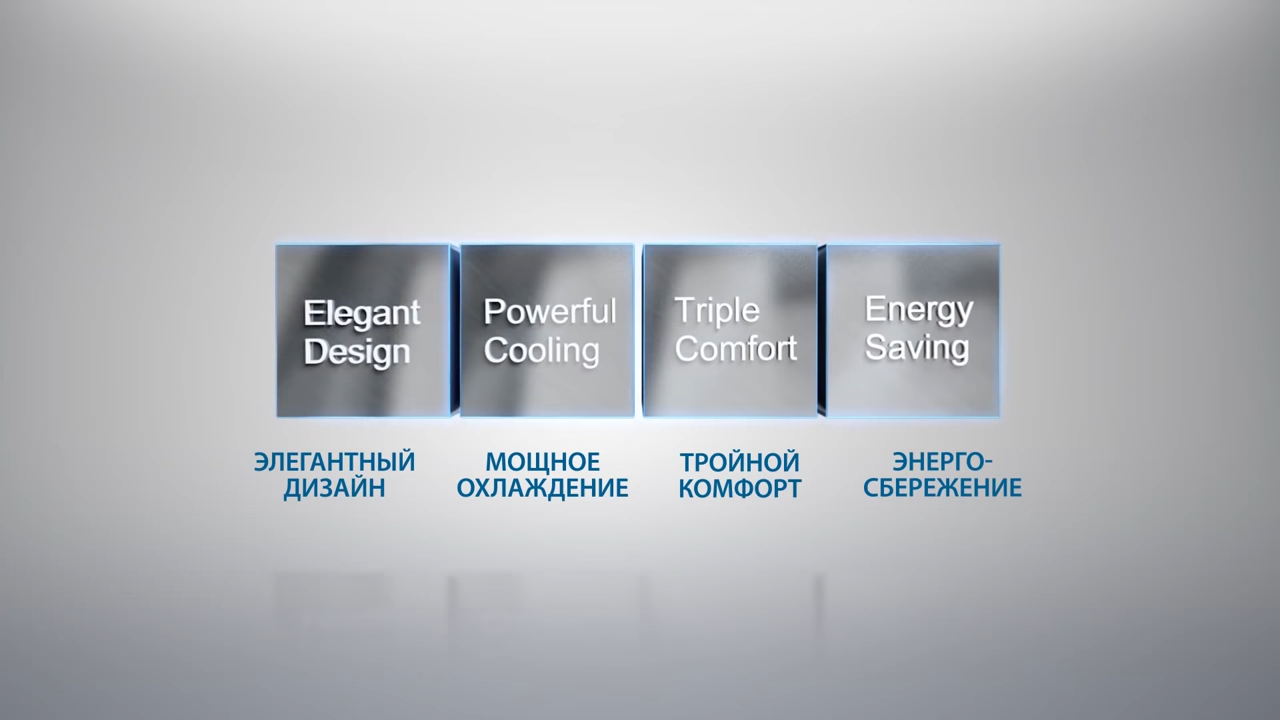 Elegant
Design
Powerful
Cooling
Triple
Comfort
Energy
Saving
ЭЛЕГАНТНЫЙ
ДИЗАЙН
МОЩНОЕ
ОХЛАЖДЕНИЕ
ТРОЙНОЙ
КОМФОРТ
ЭНЕРГО-
СБЕРЕЖЕНИЕ